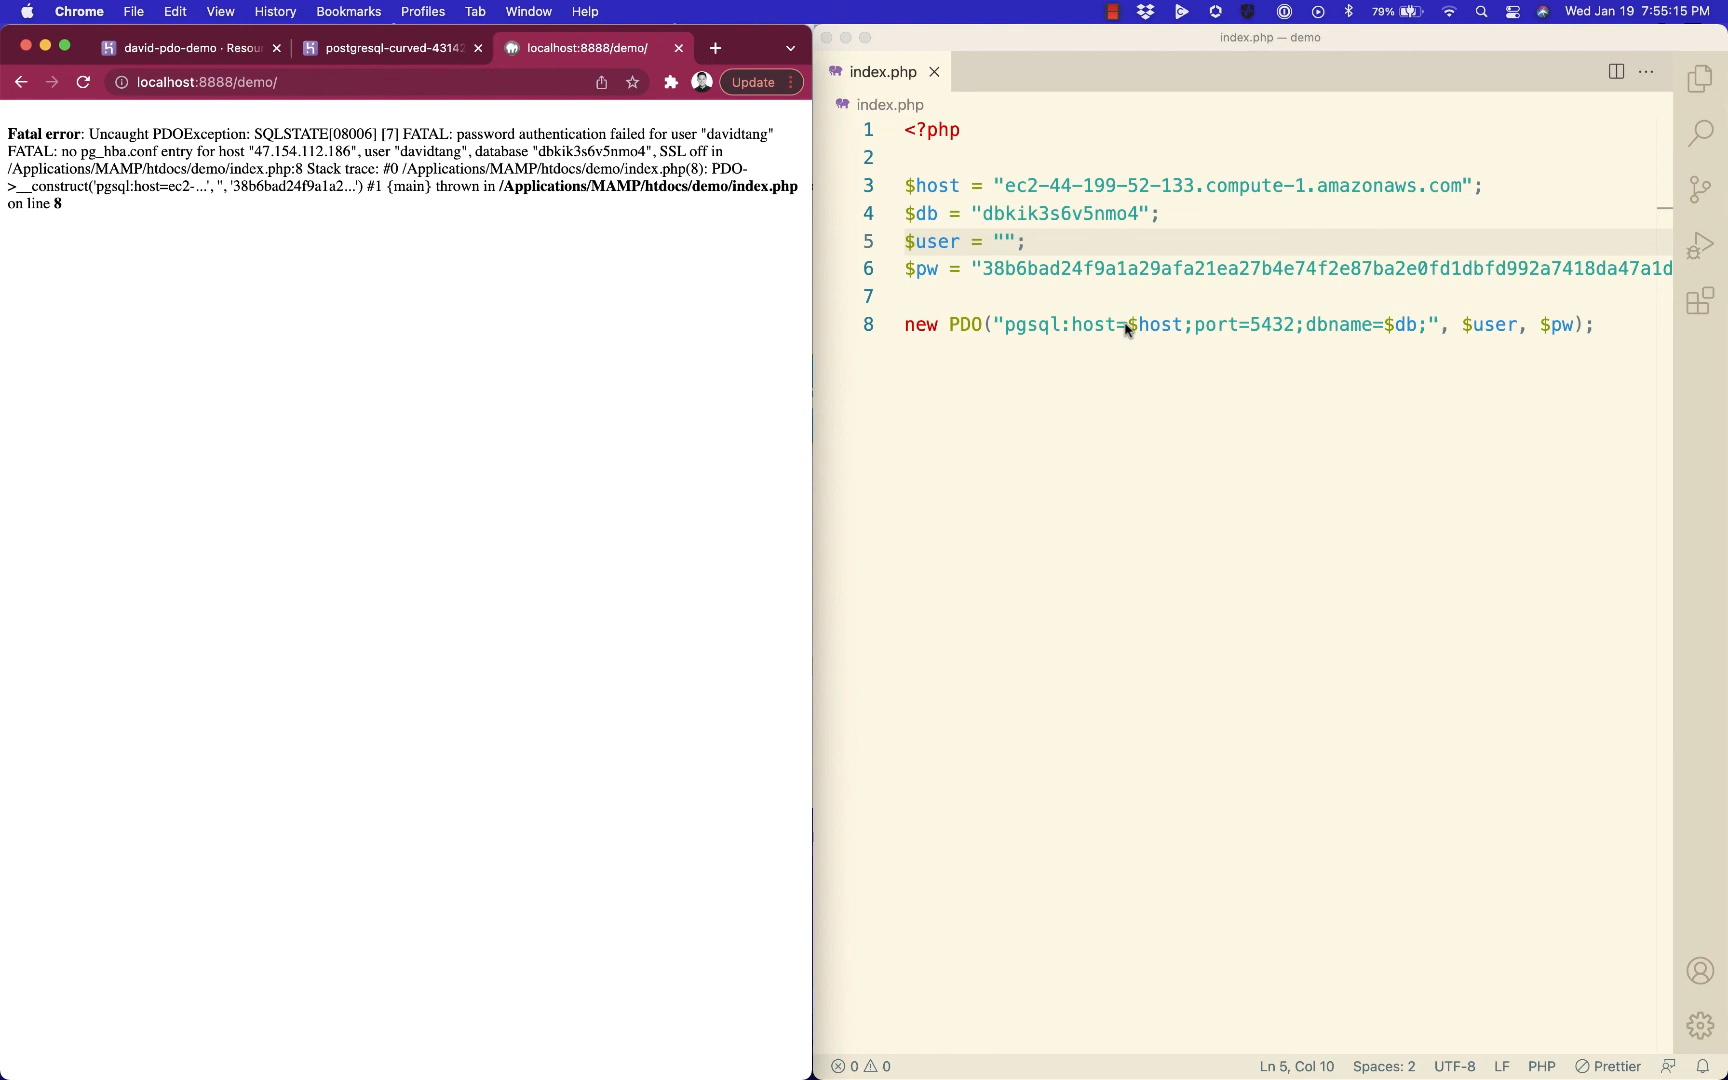 Chrome File Edit View History Bookmarks Profiles Tab Window Help 79% Wed Jan 19 7:55:15 PM
david-pdo-demo · Resou
postgresql-curved-43142
localhost:8888/demo/
localhost:8888/demo/
Update
Fatal error: Uncaught PDOException: SQLSTATE[08006] [7] FATAL: password authentication failed for user "davidtang"
FATAL: no pg_hba.conf entry for host "47.154.112.186", user "davidtang", database "dbkik3s6v5nmo4", SSL off in
/Applications/MAMP/htdocs/demo/index.php:8 Stack trace: #0 /Applications/MAMP/htdocs/demo/index.php(8): PDO-
>__construct('pgsql:host=ec2-...', '', '38b6bad24f9a1a2...') #1 {main} thrown in /Applications/MAMP/htdocs/demo/index.php
on line 8
index.php — demo
index.php
index.php
1 <?php
2
3 $host = "ec2-44-199-52-133.compute-1.amazonaws.com";
4 $db = "dbkik3s6v5nmo4";
5 $user = "";
6 $pw = "38b6bad24f9a1a29afa21ea27b4e74f2e87ba2e0fd1dbfd992a7418da47a1d
7
8 new PDO("pgsql:host=$host;port=5432;dbname=$db;", $user, $pw);
0 0 Ln 5, Col 10 Spaces: 2 UTF-8 LF PHP Prettier